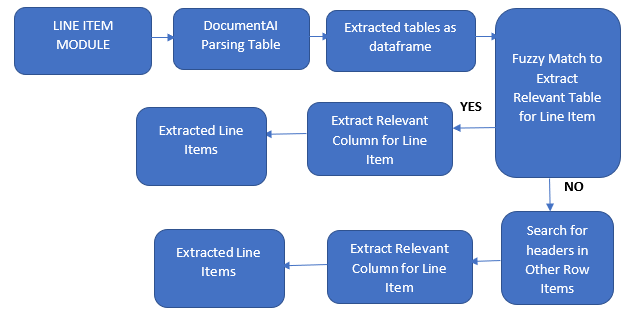 LINE ITEM
MODULE
DocumentAI
Parsing Table
Extracted tables as
dataframe
Fuzzy Match to
Extract
Relevant Table
for Line Item
YES
Extract Relevant
Column for Line
Item
Extracted Line
Items
NO
Search for
headers in
Other Row
Items
Extract Relevant
Column for Line
Item
Extracted Line
Items